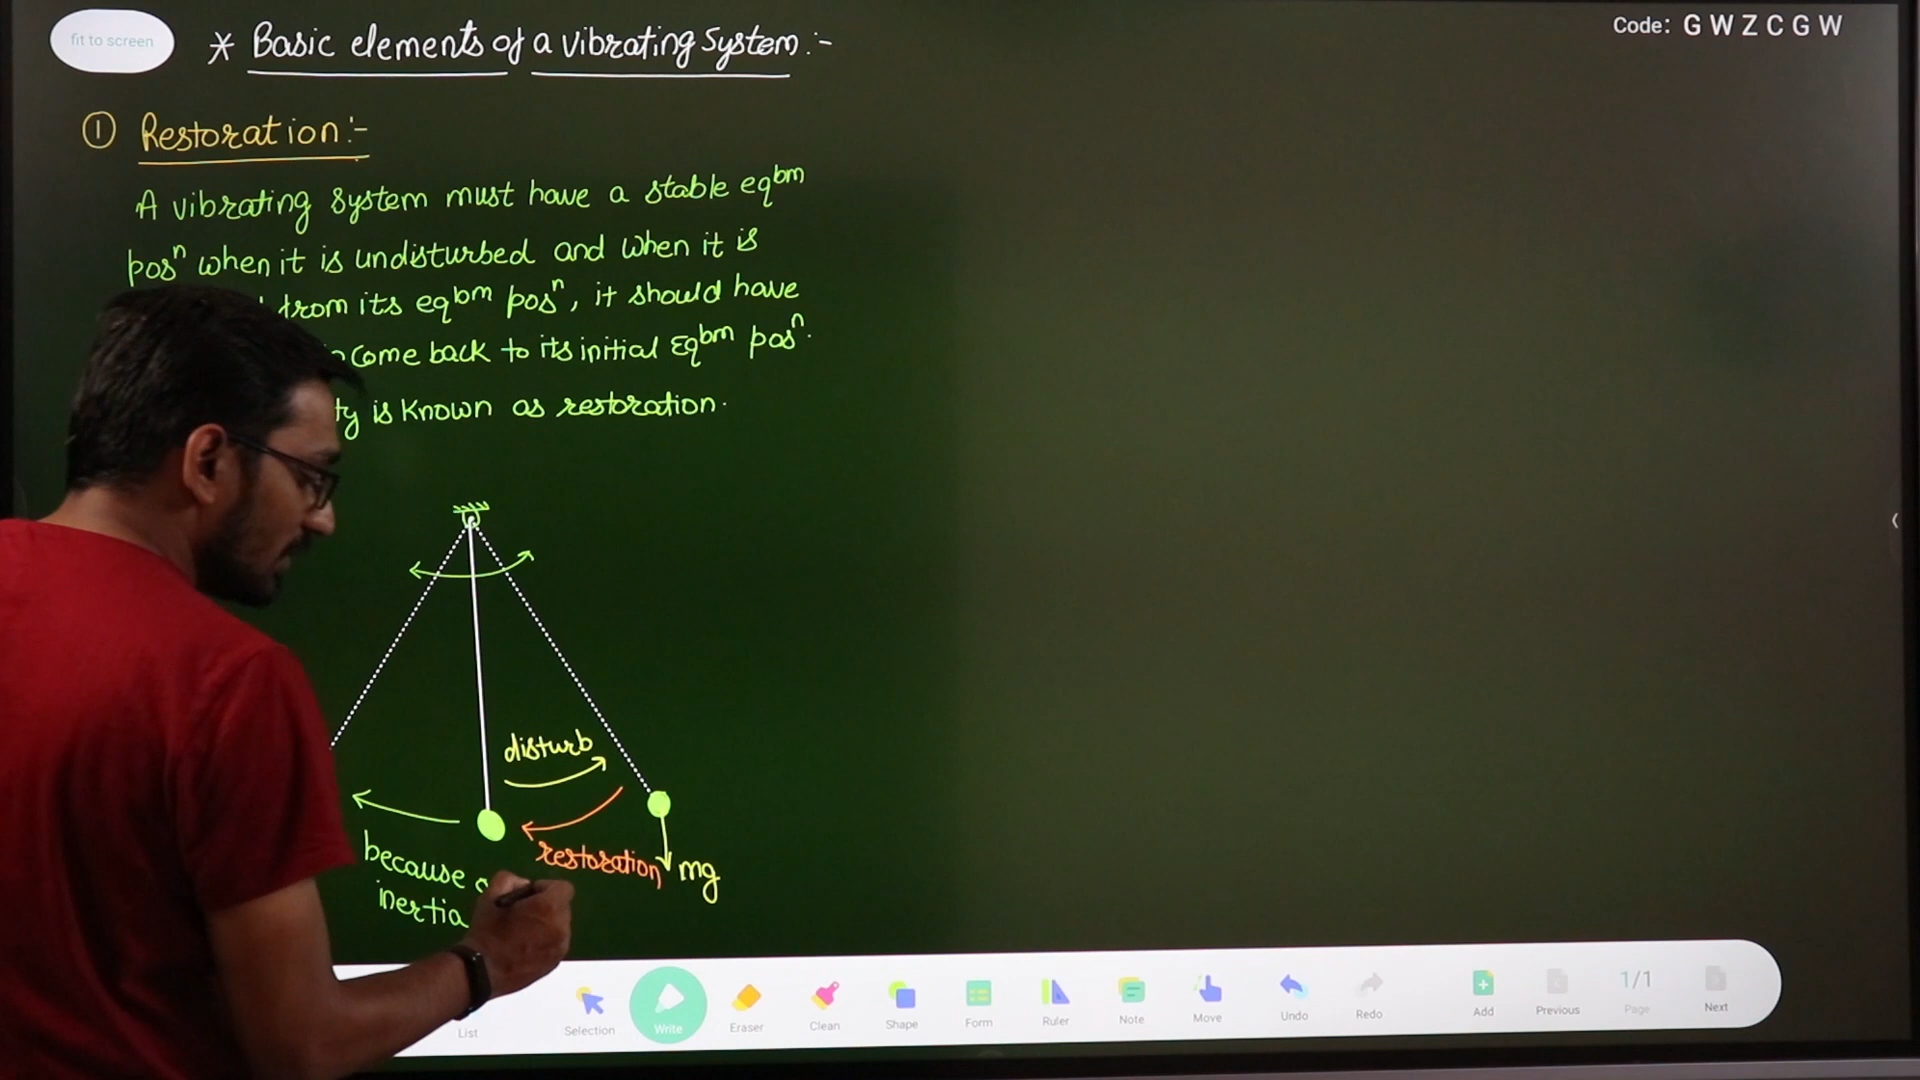 fit to screen
* Basic elements of a vibrating system :-
Code: GWZCGW
① Restoration :-
A vibrating system must have a stable eqbm
posn when it is undisturbed and when it is
from its eqbm posn, it should have
come back to its initial Eqbm posn.
is known as restoration.
disturb
restoration
mg
because
inertia
List
Selection
Write
Eraser
Clean
Shape
Form
Ruler
Note
Move
Undo
Redo
Add
Previous
1/1
Page
Next